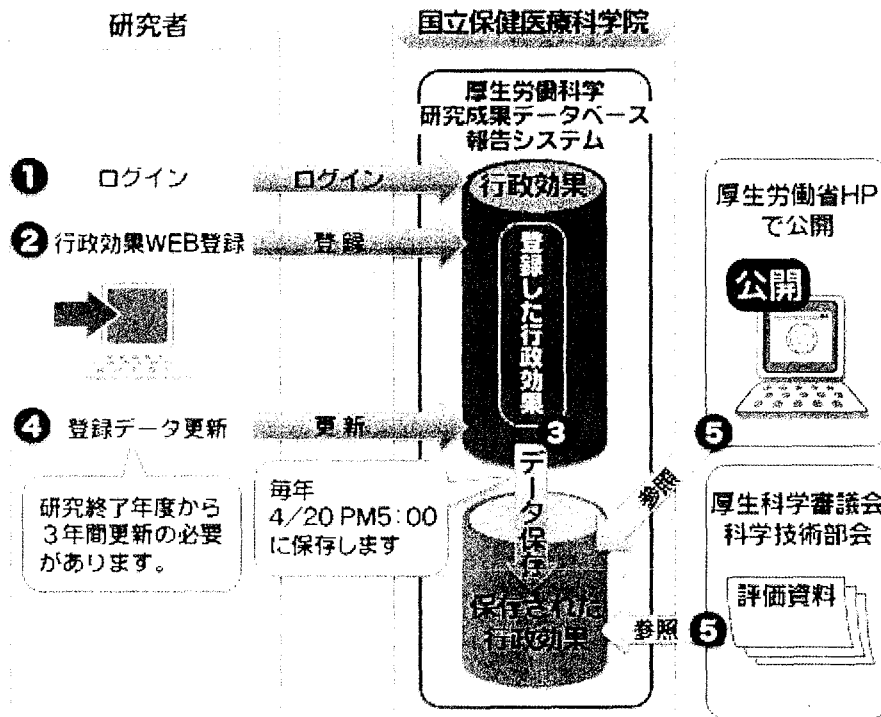 研究者
国立保健医療科学院
厚生労働科学
研究成果データベース
報告システム
❶ ログイン
ログイン
行政効果
❷ 行政効果WEB登録
登録
登録した行政効果
❹ 登録データ更新
更新
❸
データ保存
研究終了年度から
3年間更新の必要
があります。
毎年
4/20 PM5:00
に保存します
保存された
行政効果
厚生労働省HP
で公開
公開
❺
参照
厚生科学審議会
科学技術部会
評価資料
参照
❺